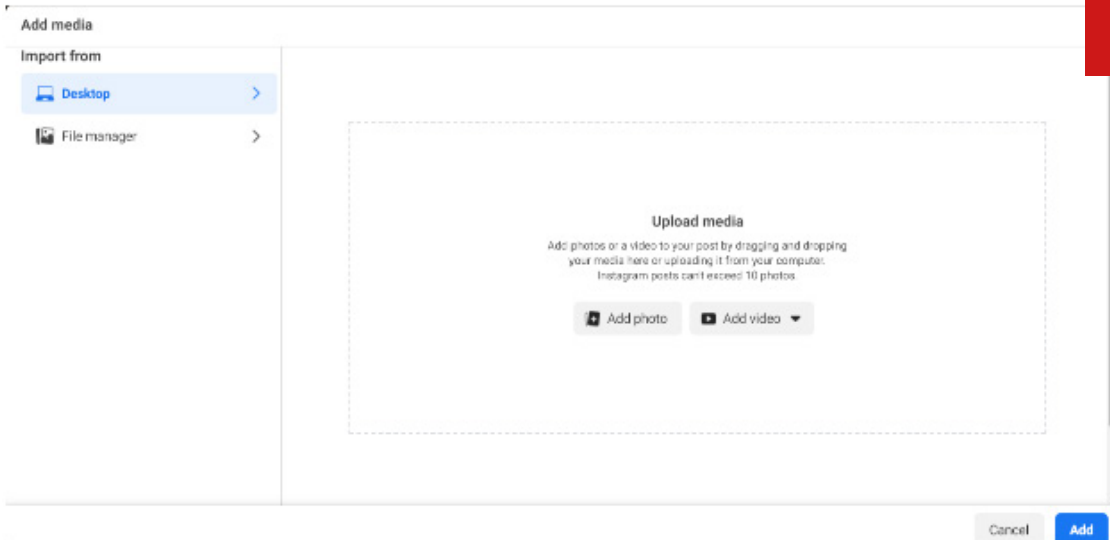 Add media
Import from
Desktop
File manager
Upload media
Add photos or a video to your post by dragging and dropping
your media here or uploading it from your computer.
Instagram posts can't exceed 10 photos.
Add photo
Add video
Cancel
Add